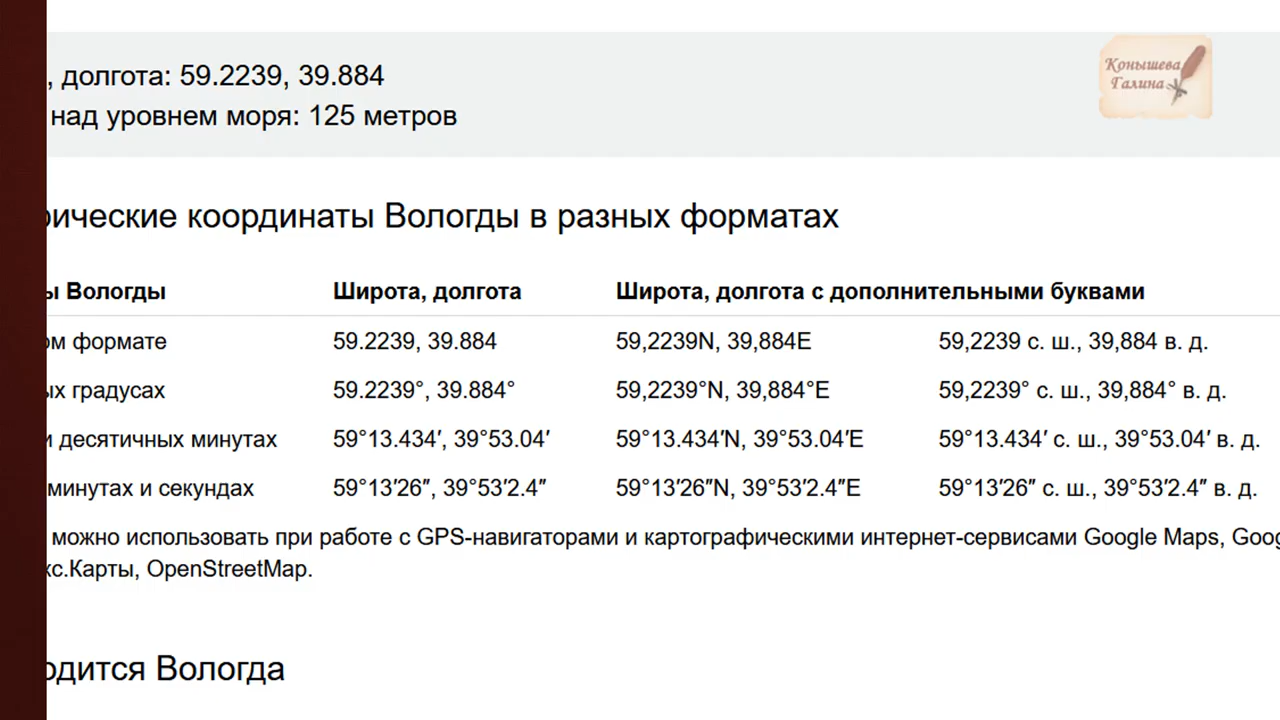 , долгота: 59.2239, 39.884
над уровнем моря: 125 метров
Конышева
Галина
рические координаты Вологды в разных форматах
ы Вологды Широта, долгота Широта, долгота с дополнительными буквами
ом формате 59.2239, 39.884 59,2239N, 39,884E 59,2239 с. ш., 39,884 в. д.
ых градусах 59.2239°, 39.884° 59,2239°N, 39,884°E 59,2239° с. ш., 39,884° в. д.
и десятичных минутах 59°13.434′, 39°53.04′ 59°13.434′N, 39°53.04′E 59°13.434′ с. ш., 39°53.04′ в. д.
минутах и секундах 59°13′26″, 39°53′2.4″ 59°13′26″N, 39°53′2.4″E 59°13′26″ с. ш., 39°53′2.4″ в. д.
можно использовать при работе с GPS-навигаторами и картографическими интернет-сервисами Google Maps, Goog
кс.Карты, OpenStreetMap.
одится Вологда